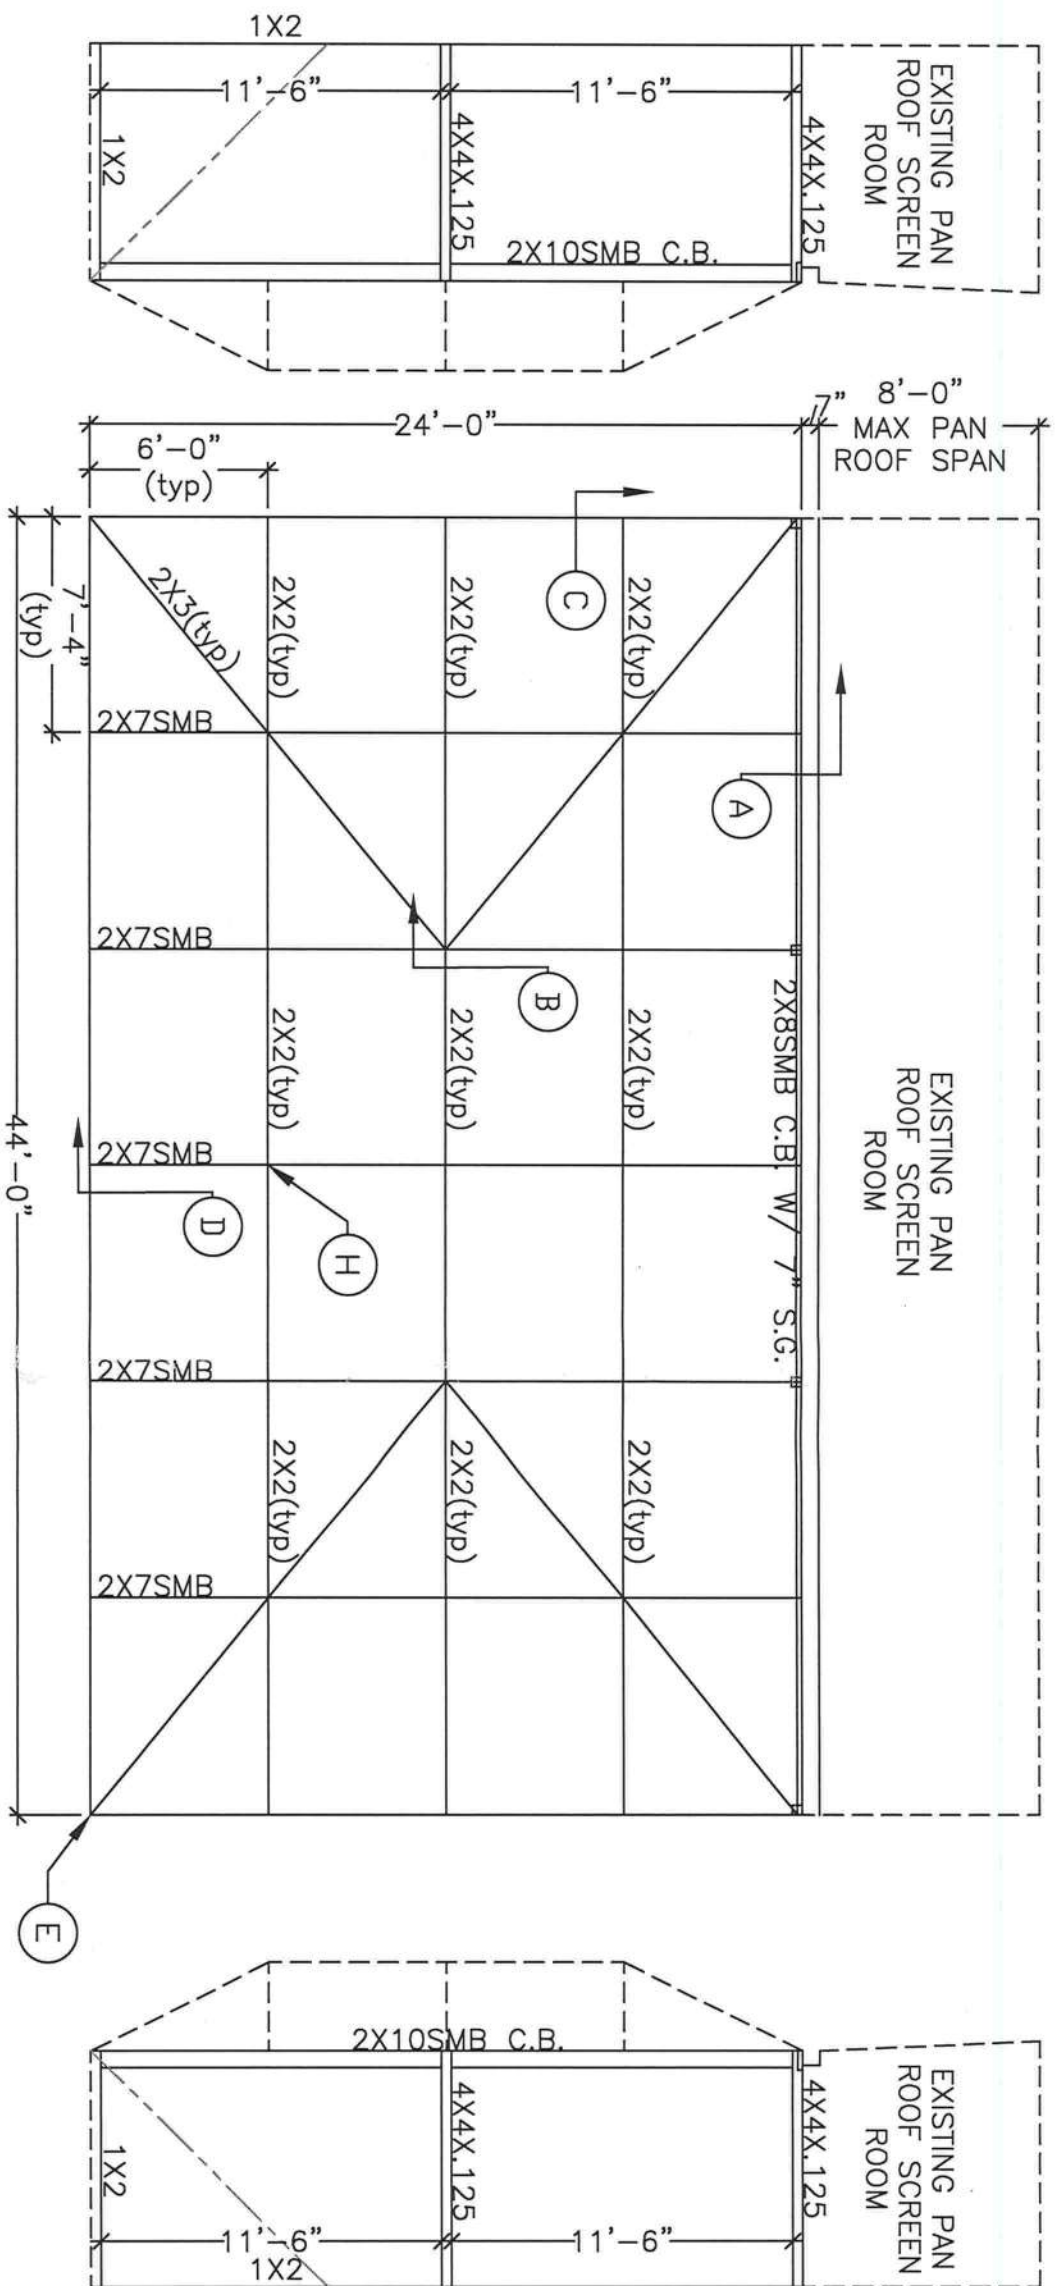 1X2
11'-6"
11'-6"
1X2
4X4X.125
4X4X.125
2X10SMB C.B.
EXISTING PAN
ROOF SCREEN
ROOM
24'-0"
7"
8'-0"
MAX PAN
ROOF SPAN
6'-0"
(typ)
7'-4"
(typ)
C
2X3(typ)
2X2(typ)
2X2(typ)
2X2(typ)
2X7SMB
A
2X7SMB
B
2X8SMB C.B. W/ 7" S.G.
EXISTING PAN
ROOF SCREEN
ROOM
2X2(typ)
2X2(typ)
2X2(typ)
2X7SMB
D
H
44'-0"
2X7SMB
2X2(typ)
2X2(typ)
2X2(typ)
2X7SMB
E
2X10SMB C.B.
4X4X.125
4X4X.125
EXISTING PAN
ROOF SCREEN
ROOM
1X2
11'-6"
11'-6"
1X2